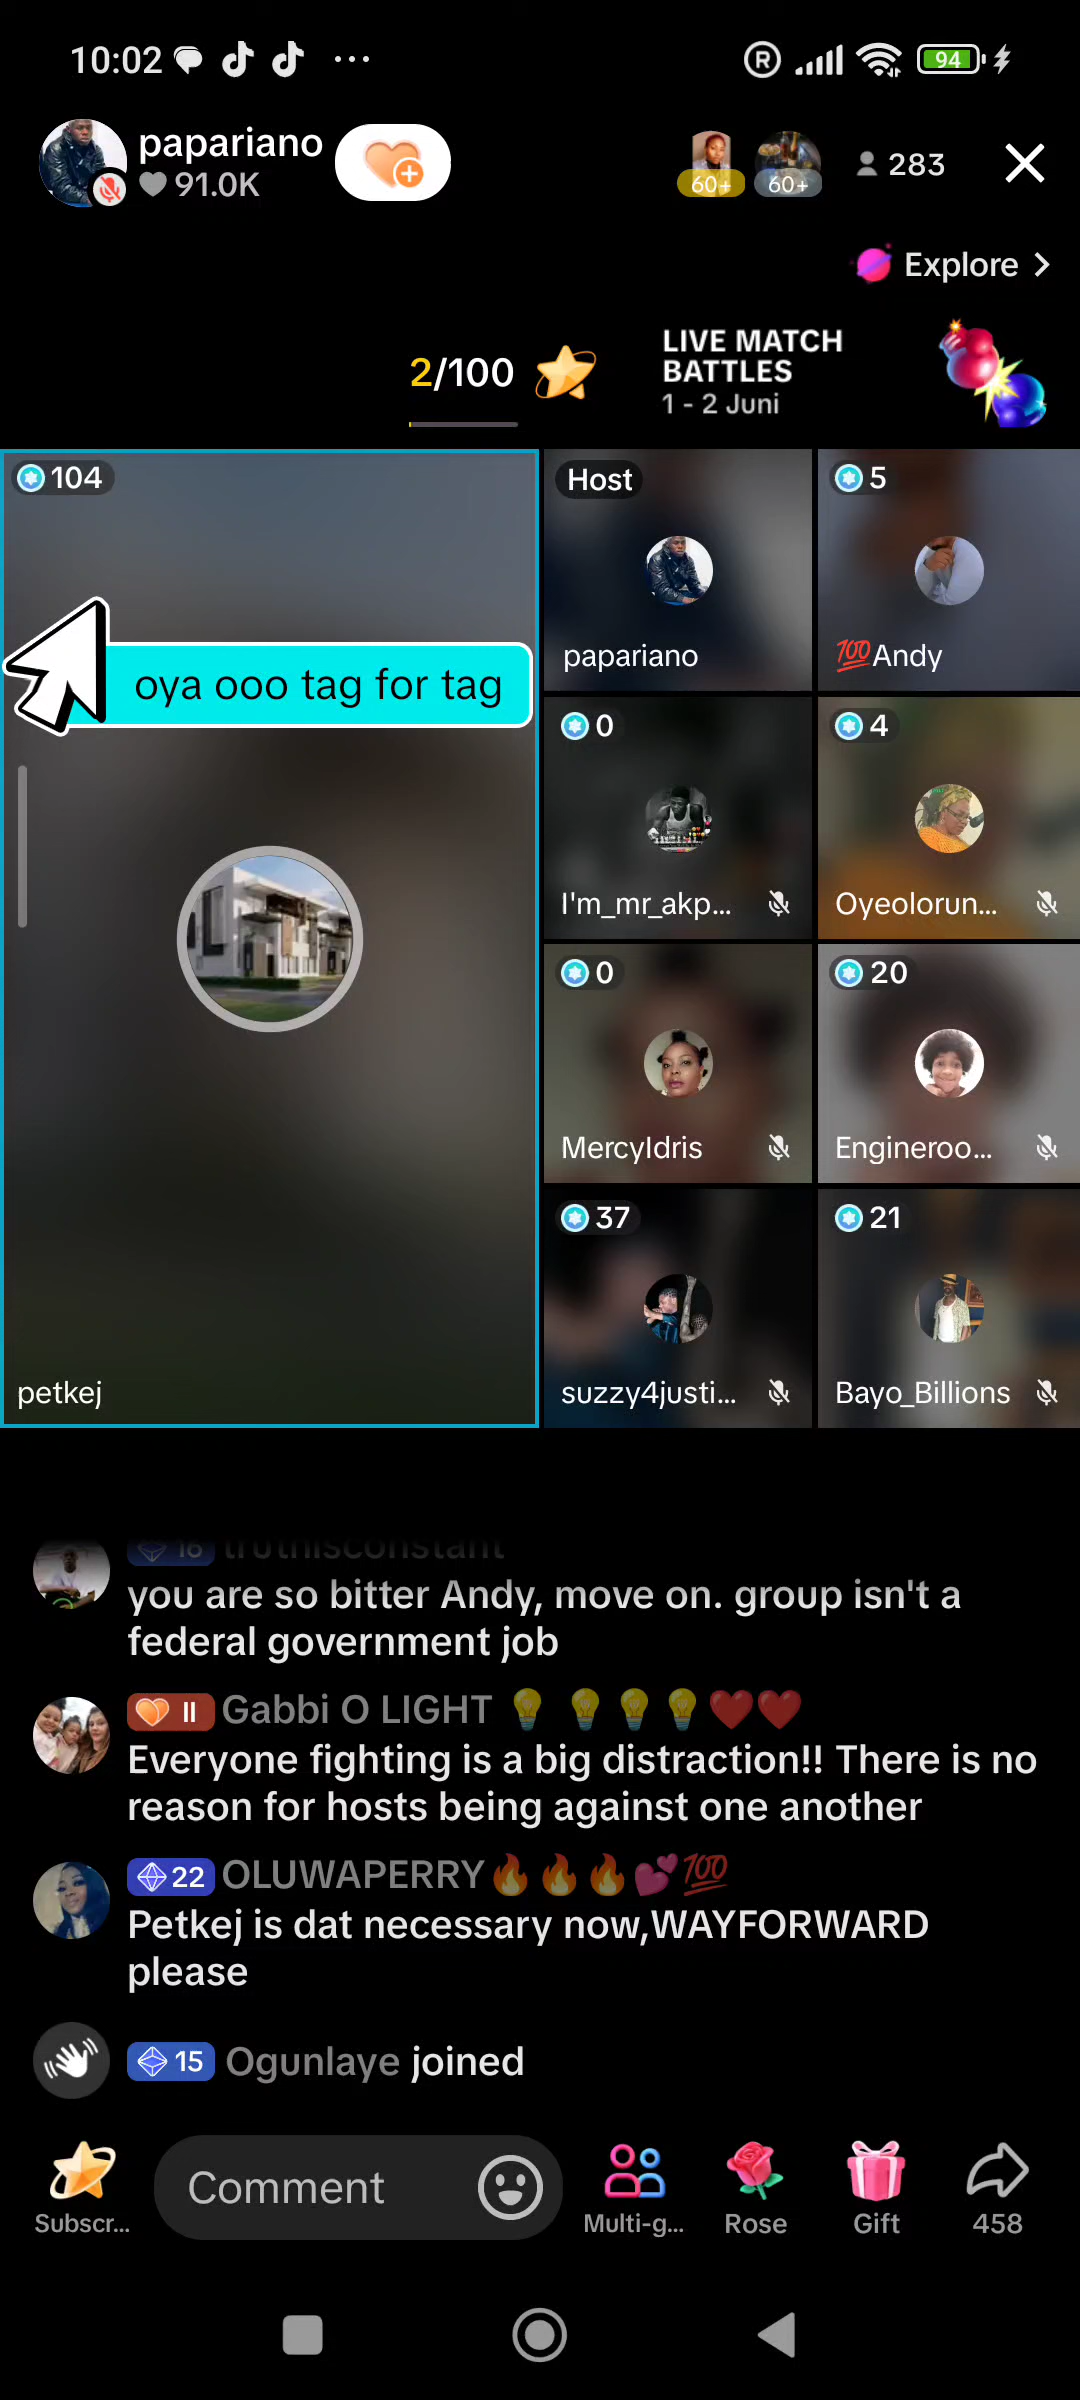 10:02
R
94
papariano
91.0K
60+
60+
283
Explore
2/100
LIVE MATCH
BATTLES
1 - 2 Juni
104
Host
5
papariano
💯Andy
oya ooo tag for tag
0
4
I'm_mr_akp...
Oyeolorun...
0
20
MercyIdris
Engineroo...
37
21
petkej
suzzy4justi...
Bayo_Billions
16 truthisconstant
you are so bitter Andy, move on. group isn't a
federal government job
II Gabbi O LIGHT 💡 💡💡💡❤️❤️
Everyone fighting is a big distraction!! There is no
reason for hosts being against one another
22 OLUWAPERRY🔥🔥🔥💕💯
Petkej is dat necessary now,WAYFORWARD
please
15 Ogunlaye joined
Comment
Subscr...
Multi-g...
Rose
Gift
458